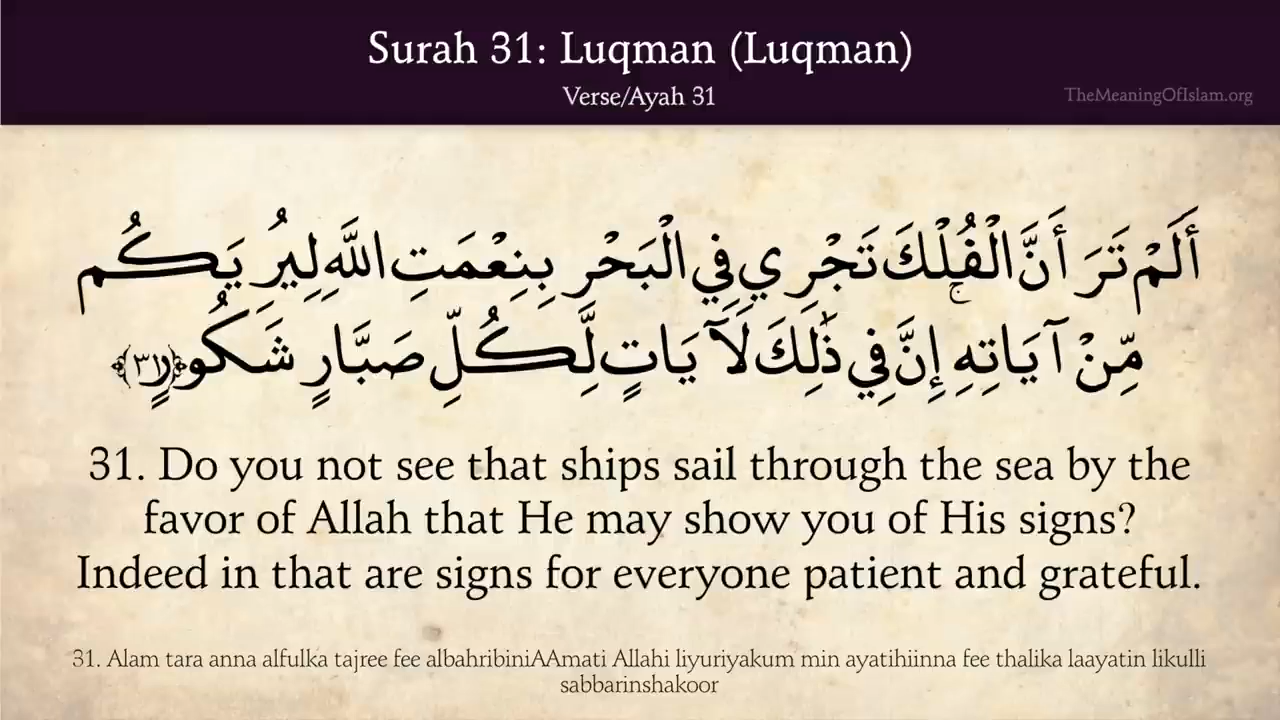 Surah 31: Luqman (Luqman)
Verse/Ayah 31
TheMeaningOfIslam.org
أَلَمْ تَرَ أَنَّ الْفُلْكَ تَجْرِي فِي الْبَحْرِ بِنِعْمَتِ اللَّهِ لِيُرِيَكُم
مِّنْ آيَاتِهِ ۚ إِنَّ فِي ذَٰلِكَ لَآيَاتٍ لِّكُلِّ صَبَّارٍ شَكُورٍ ﴿٣١﴾
31. Do you not see that ships sail through the sea by the
favor of Allah that He may show you of His signs?
Indeed in that are signs for everyone patient and grateful.
31. Alam tara anna alfulka tajree fee albahribiniAAmati Allahi liyuriyakum min ayatihiinna fee thalika laayatin likulli
sabbarinshakoor